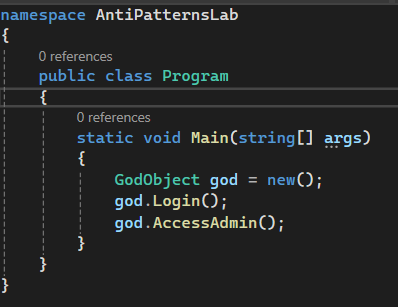 namespace AntiPatternsLab
{
0 references
public class Program
{
0 references
static void Main(string[] args)
{
GodObject god = new();
god.Login();
god.AccessAdmin();
}
}
}